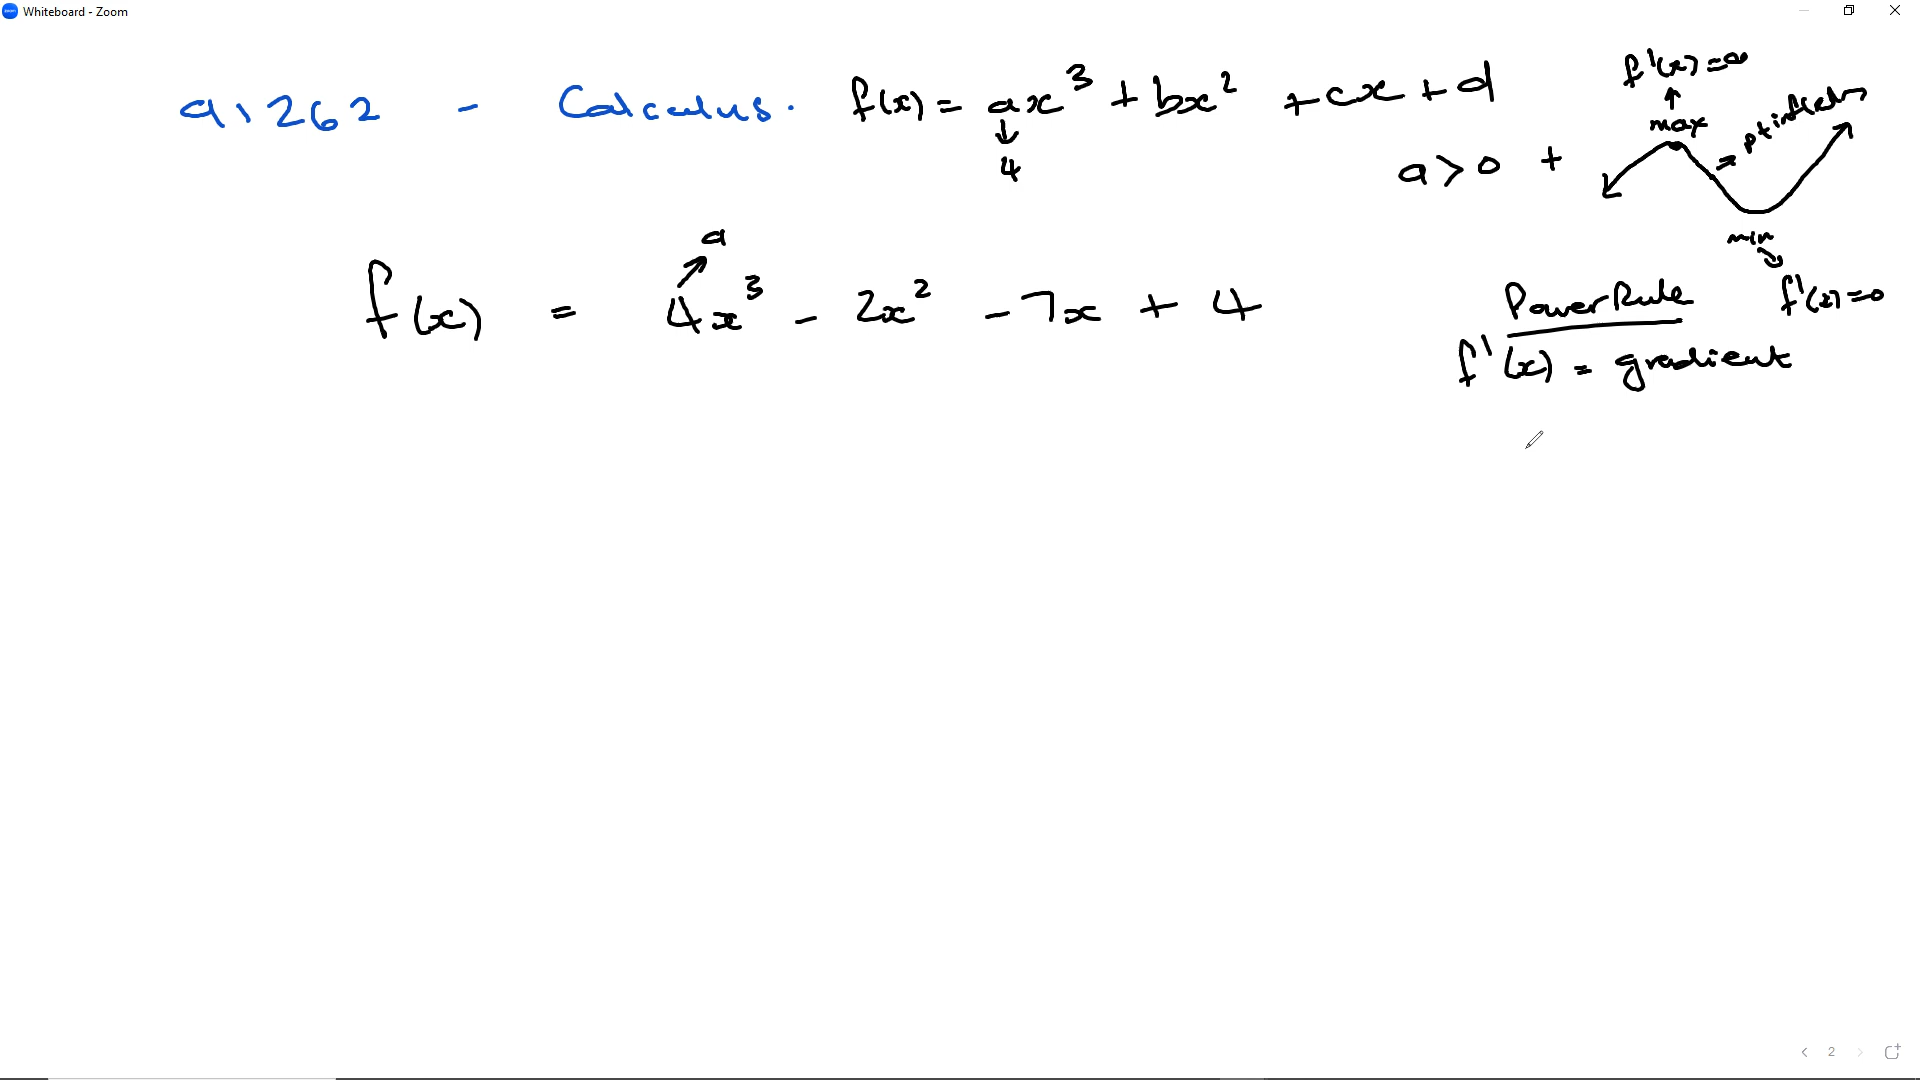 Whiteboard - Zoom
91262 - Calculus. f(x) = ax³ + bx² + cx + d
4
a > 0 +
f'(x) = 0
max
pt inflection
min
f'(x) = 0
a
f(x) = 4x³ - 2x² - 7x + 4
Power Rule
f'(x) = gradient
2